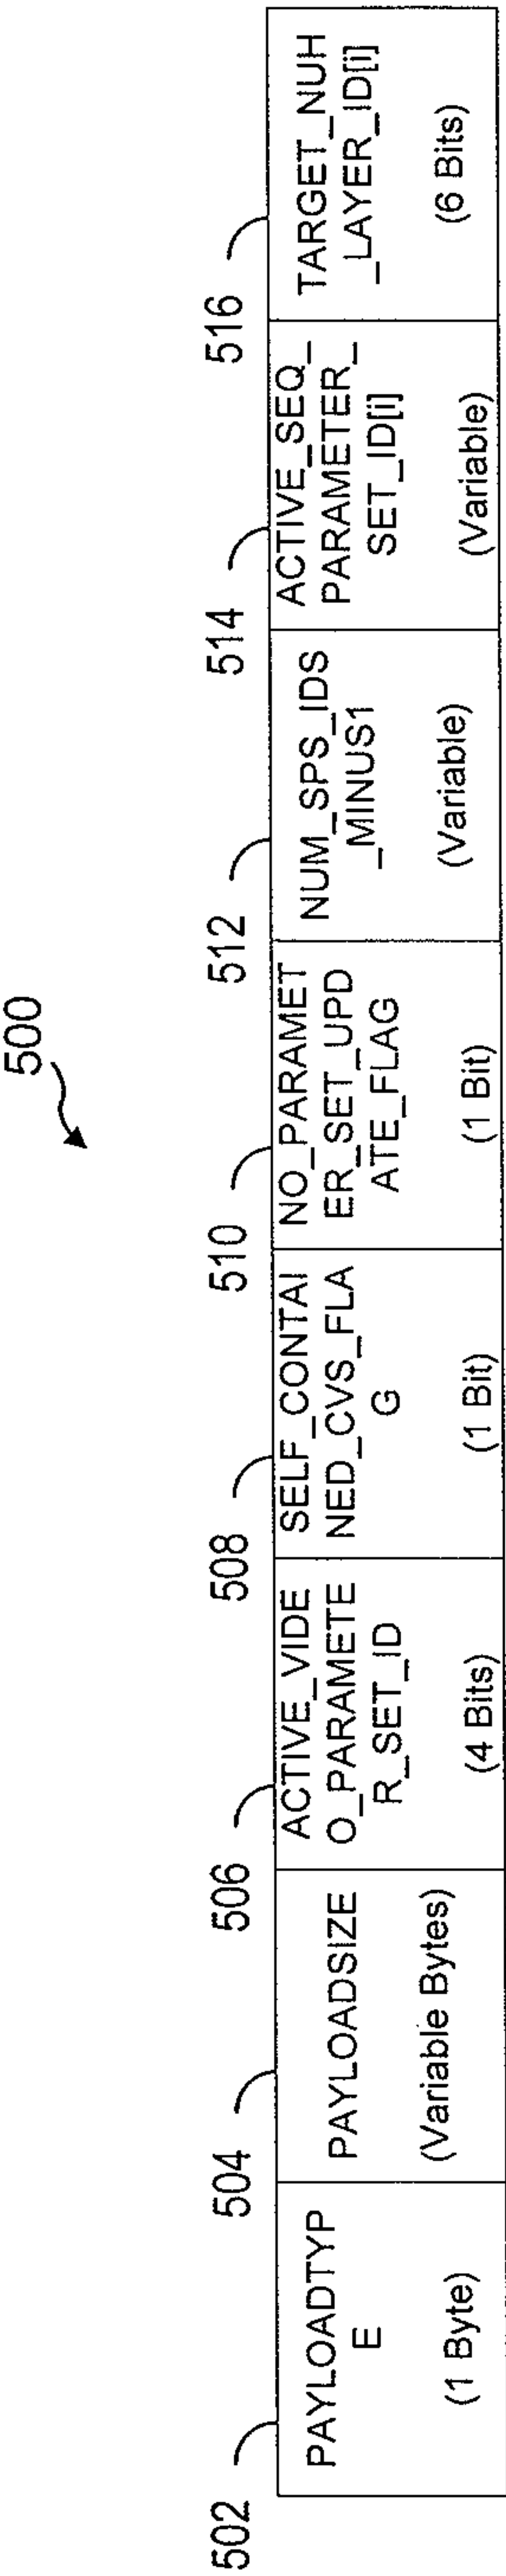 500
502
PAYLOADTYP
E
(1 Byte)
504
PAYLOADSIZE
(Variable Bytes)
506
ACTIVE_VIDE
O_PARAMETE
R_SET_ID
(4 Bits)
508
SELF_CONTAI
NED_CVS_FLA
G
(1 Bit)
510
NO_PARAMET
ER_SET_UPD
ATE_FLAG
(1 Bit)
512
NUM_SPS_IDS
_MINUS1
(Variable)
514
ACTIVE_SEQ_
PARAMETER_
SET_ID[i]
(Variable)
516
TARGET_NUH
_LAYER_ID[i]
(6 Bits)